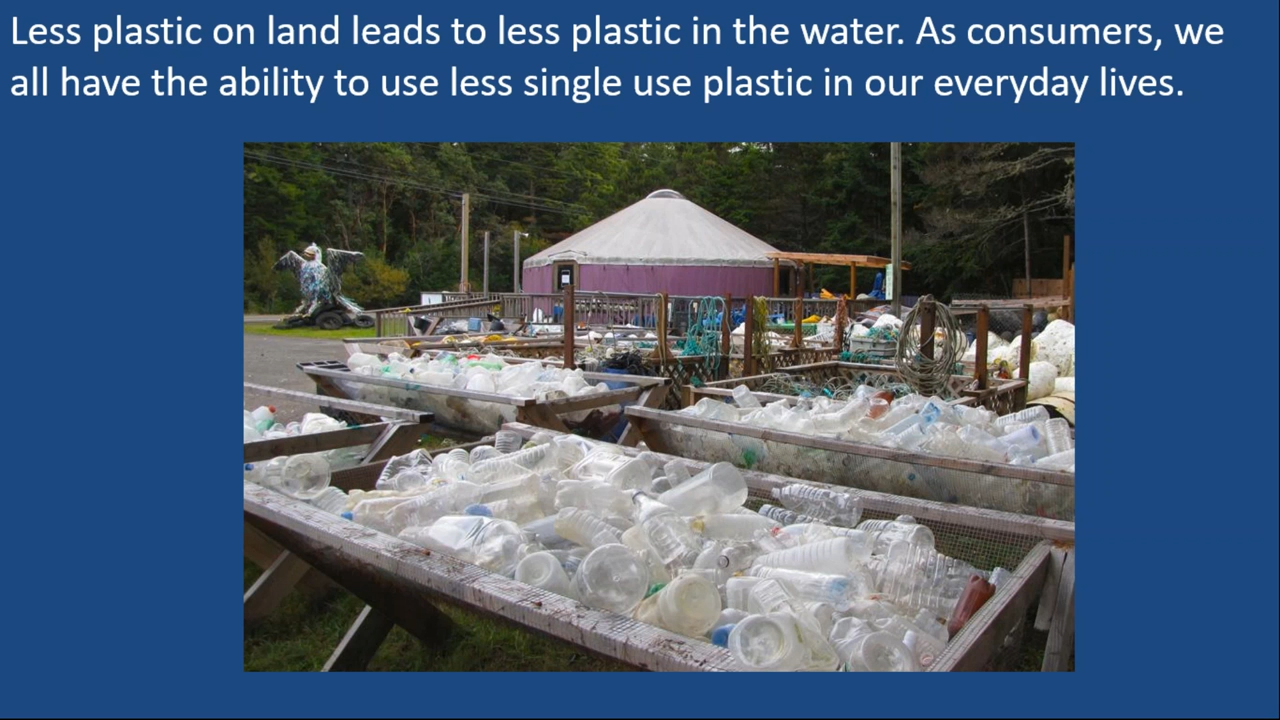 Less plastic on land leads to less plastic in the water. As consumers, we
all have the ability to use less single use plastic in our everyday lives.